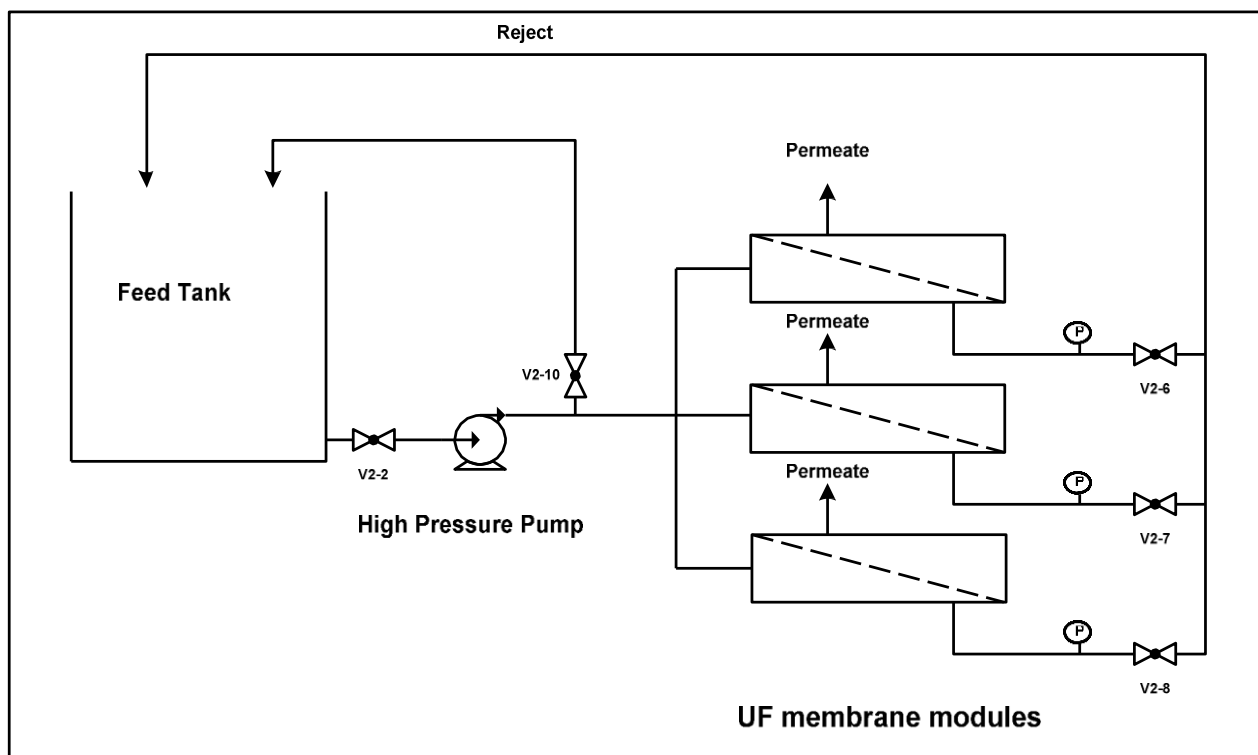 Reject
Permeate
Feed Tank
Permeate
P
V2-10
V2-6
V2-2
Permeate
P
High Pressure Pump
V2-7
P
V2-8
UF membrane modules